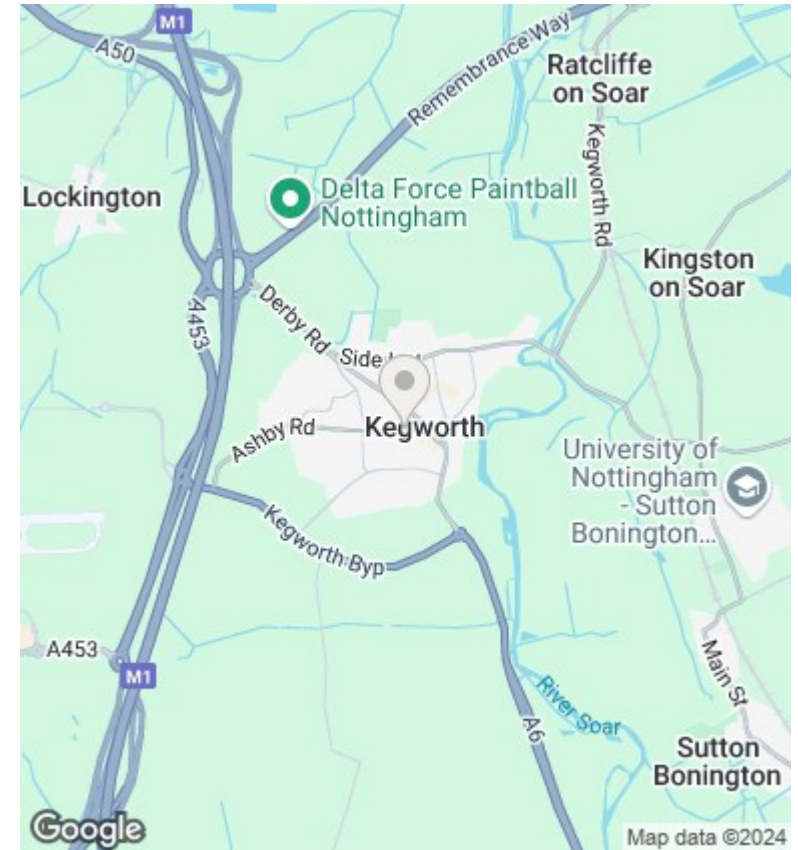 M1
A50
Remembrance Way
Ratcliffe
on Soar
Kegworth Rd
Lockington
Delta Force Paintball
Nottingham
Kingston
on Soar
A453
Derby Rd
Side
Ashby Rd
Kegworth
University of
Nottingham
- Sutton
Bonington...
Kegworth Byp
A453
M1
Main St
River Soar
A6
Sutton
Bonington
Google
Map data ©2024